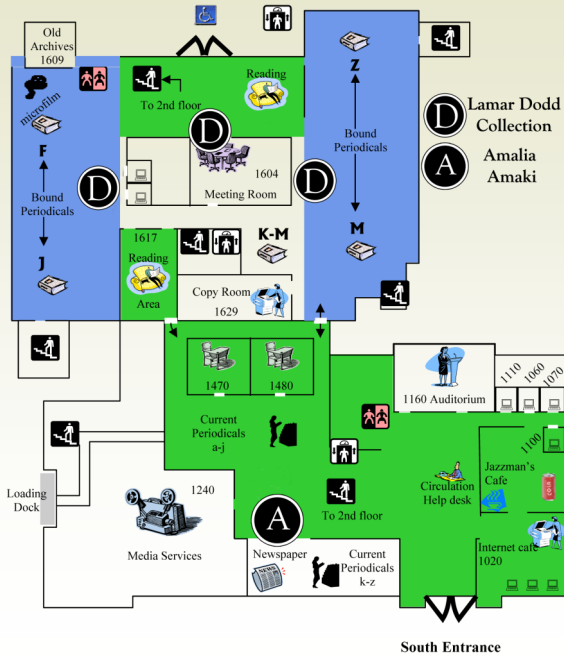 Old
Archives
1609
microfilm
F
Bound
Periodicals
J
To 2nd floor
Reading
Z
Bound
Periodicals
M
D
Lamar Dodd
Collection
A
Amalia
Amaki
D
D
D
1604
Meeting Room
1617
Reading
Area
K-M
Copy Room
1629
1470
1480
Current
Periodicals
a-j
1160 Auditorium
1110
1060
1070
1100
Jazzman's
Cafe
Circulation
Help desk
Loading
Dock
1240
Media Services
A
To 2nd floor
Newspaper
NEWS
Current
Periodicals
k-z
Internet cafe
1020
South Entrance